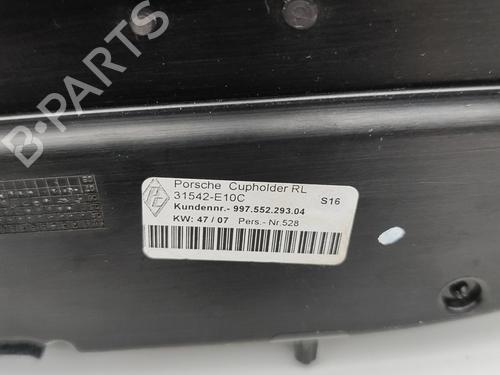 B-PARTS
Porsche Cupholder RL
31542-E10C
S16
Kundennr.- 997.552.293.04
KW: 47 / 07 Pers.- Nr.528